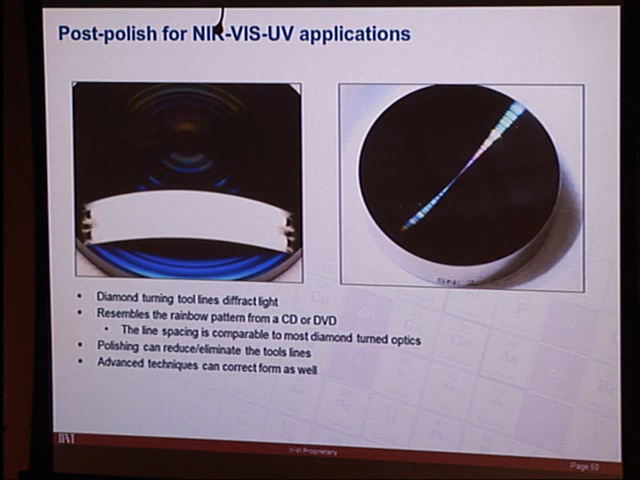 Post-polish for NIR-VIS-UV applications
SN: 2
• Diamond turning tool lines diffract light
• Resembles the rainbow pattern from a CD or DVD
• The line spacing is comparable to most diamond turned optics
• Polishing can reduce/eliminate the tools lines
• Advanced techniques can correct form as well
II-VI Proprietary
Page 50